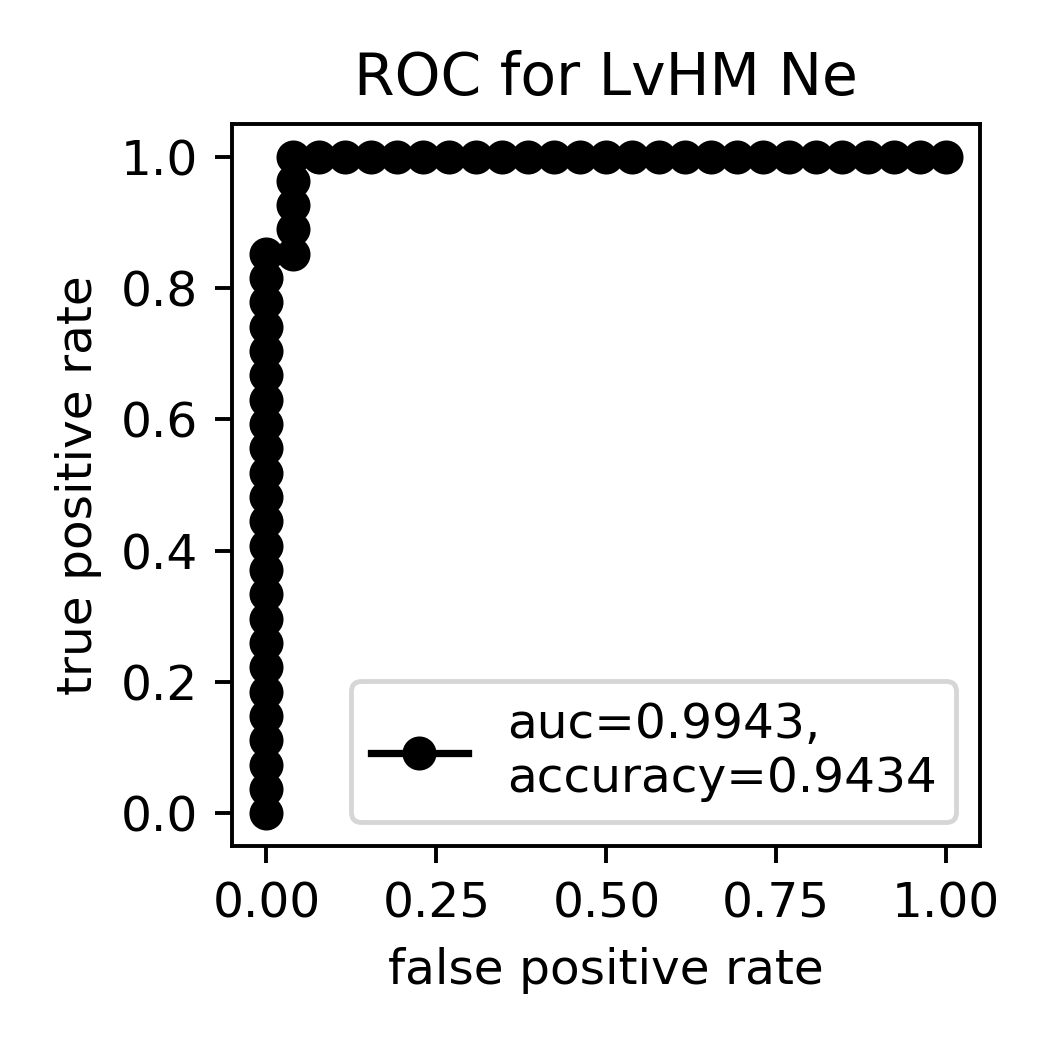 ROC for LvHM Ne
true positive rate
1.0
0.8
0.6
0.4
0.2
0.0
auc=0.9943,
accuracy=0.9434
0.00 0.25 0.50 0.75 1.00
false positive rate